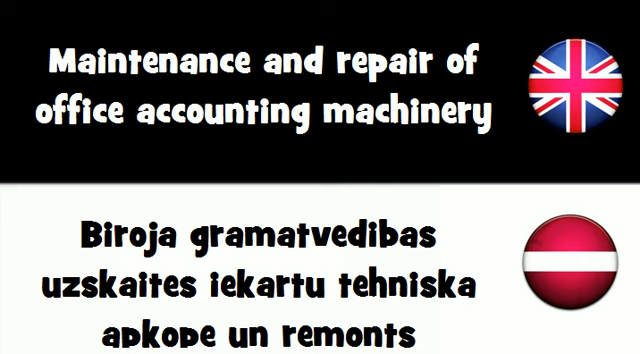 Maintenance and repair of
office accounting machinery
Biroja gramatvedibas
uzskaites iekartu tehniska
apkope un remonts